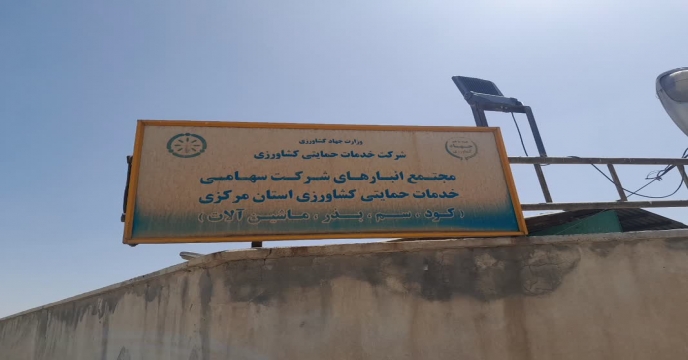 وزارت جهاد کشاورزی
شرکت خدمات حمایتی کشاورزی
مجتمع انبارهای شرکت سهامی
خدمات حمایتی کشاورزی استان مرکزی
( کود ، سم ، بذر ، ماشین آلات )